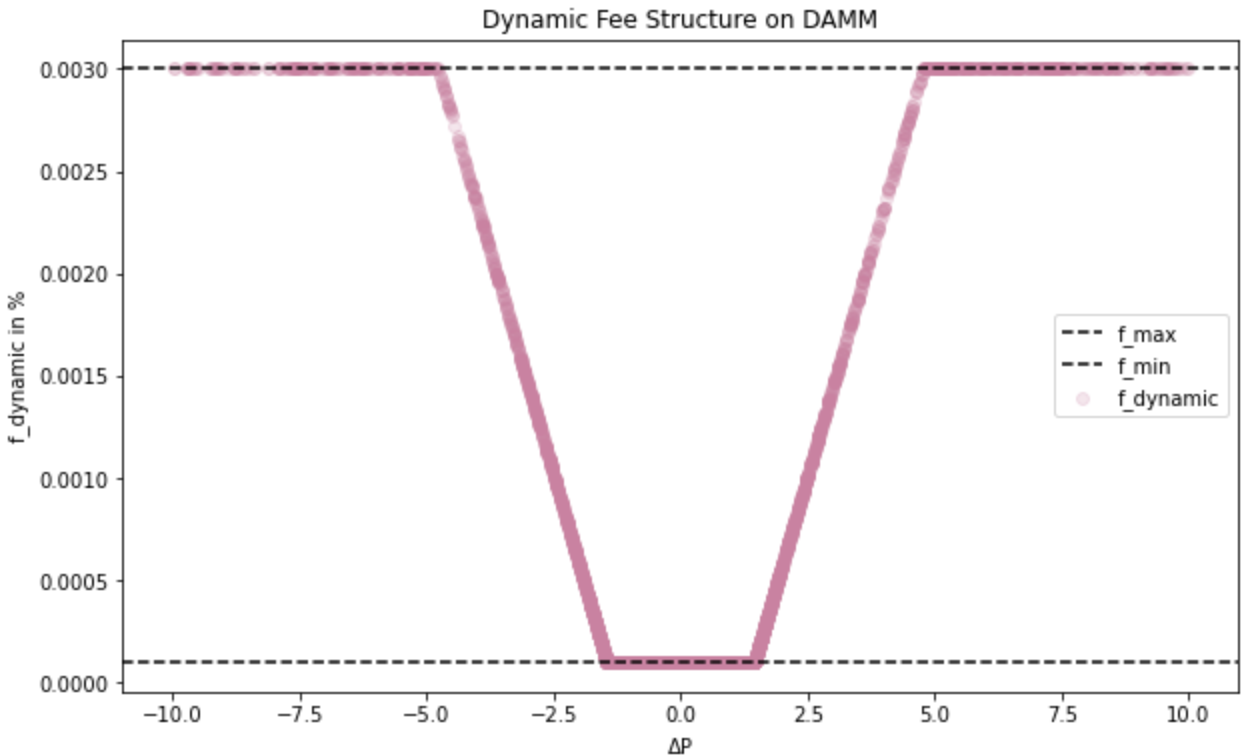 Dynamic Fee Structure on DAMM
f_dynamic in %
0.0030
0.0025
0.0020
0.0015
0.0010
0.0005
0.0000
f_max
f_min
f_dynamic
−10.0 −7.5 −5.0 −2.5 0.0 2.5 5.0 7.5 10.0
ΔP